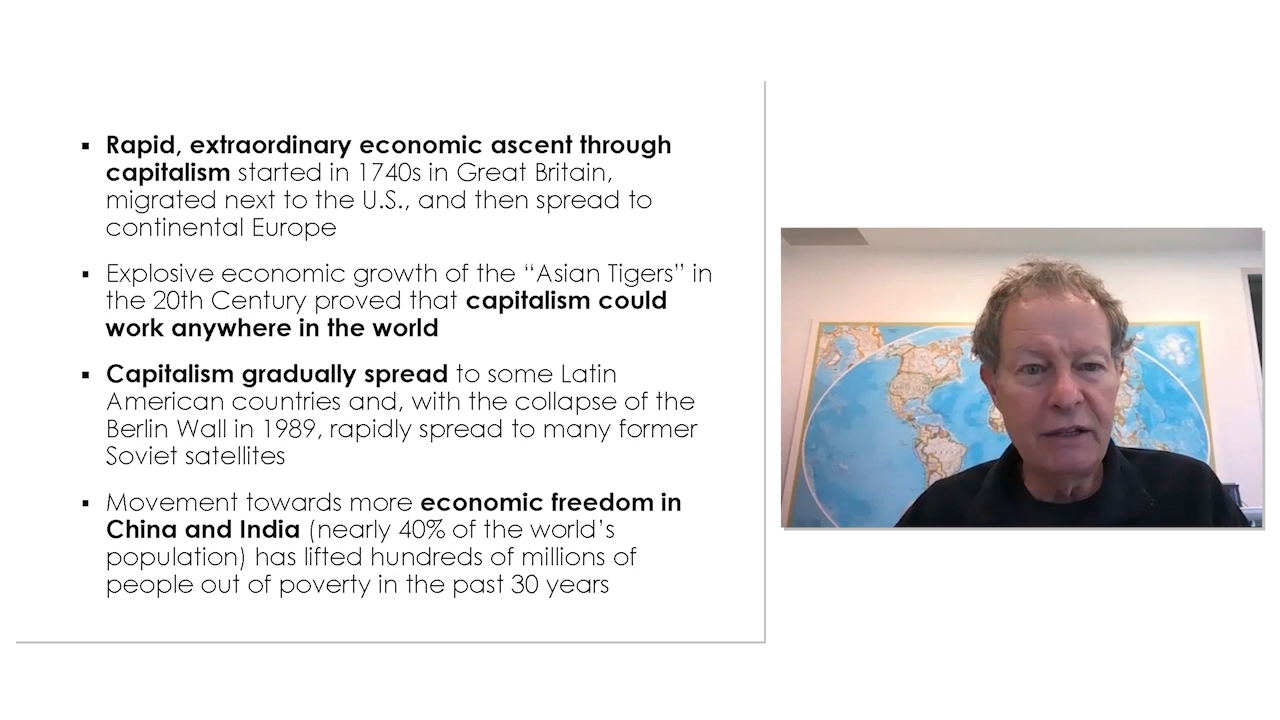 ▪ Rapid, extraordinary economic ascent through
capitalism started in 1740s in Great Britain,
migrated next to the U.S., and then spread to
continental Europe
▪ Explosive economic growth of the “Asian Tigers” in
the 20th Century proved that capitalism could
work anywhere in the world
▪ Capitalism gradually spread to some Latin
American countries and, with the collapse of the
Berlin Wall in 1989, rapidly spread to many former
Soviet satellites
▪ Movement towards more economic freedom in
China and India (nearly 40% of the world’s
population) has lifted hundreds of millions of
people out of poverty in the past 30 years